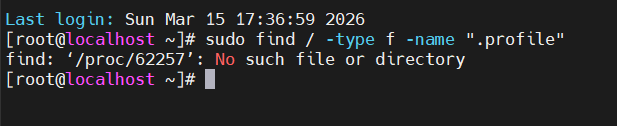 Last login: Sun Mar 15 17:36:59 2026
[root@localhost ~]# sudo find / -type f -name ".profile"
find: ‘/proc/62257’: No such file or directory
[root@localhost ~]#